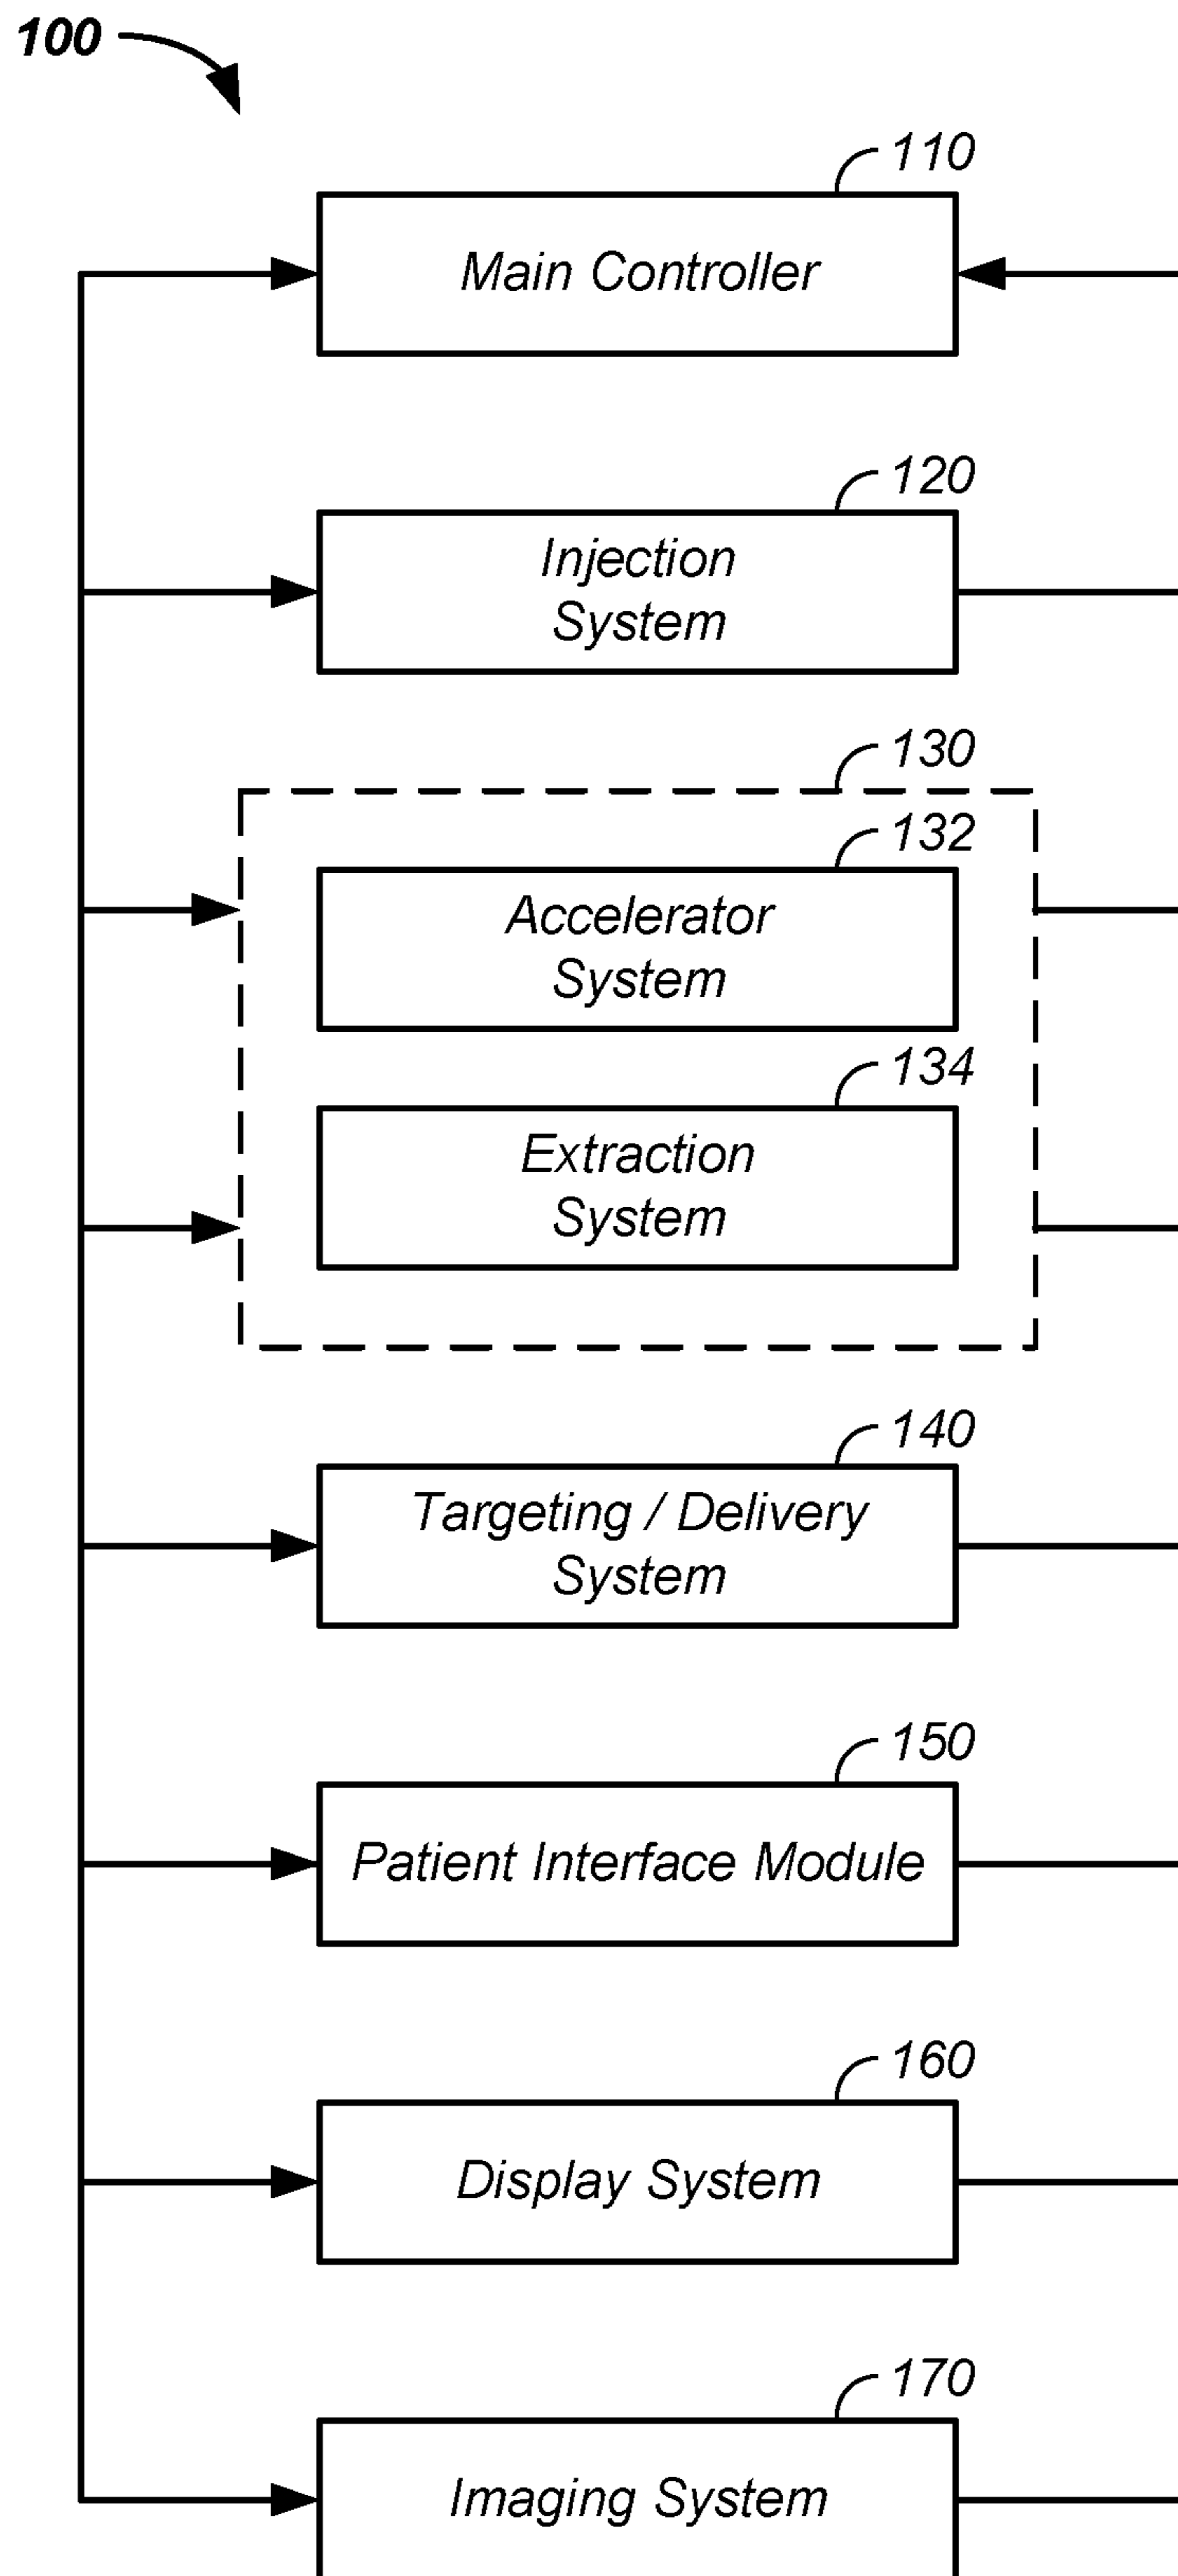 100
110
Main Controller
120
Injection
System
130
132
Accelerator
System
134
Extraction
System
140
Targeting / Delivery
System
150
Patient Interface Module
160
Display System
170
Imaging System